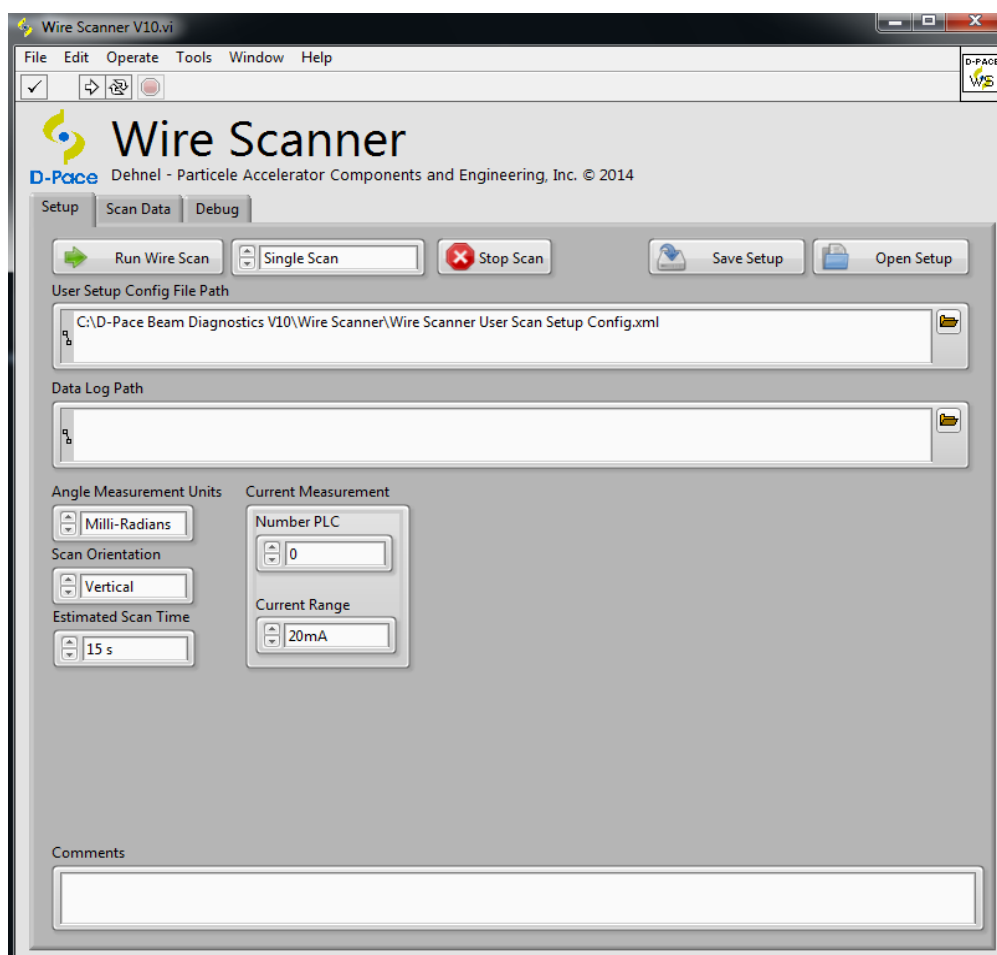 Wire Scanner V10.vi
File Edit Operate Tools Window Help
D-PACE
WS
Wire Scanner
D-Pace Dehnel - Particele Accelerator Components and Engineering, Inc. © 2014
Setup Scan Data Debug
Run Wire Scan Single Scan Stop Scan Save Setup Open Setup
User Setup Config File Path
C:\D-Pace Beam Diagnostics V10\Wire Scanner\Wire Scanner User Scan Setup Config.xml
Data Log Path
Angle Measurement Units Current Measurement
Milli-Radians Number PLC
Scan Orientation 0
Vertical Current Range
Estimated Scan Time 20mA
15 s
Comments